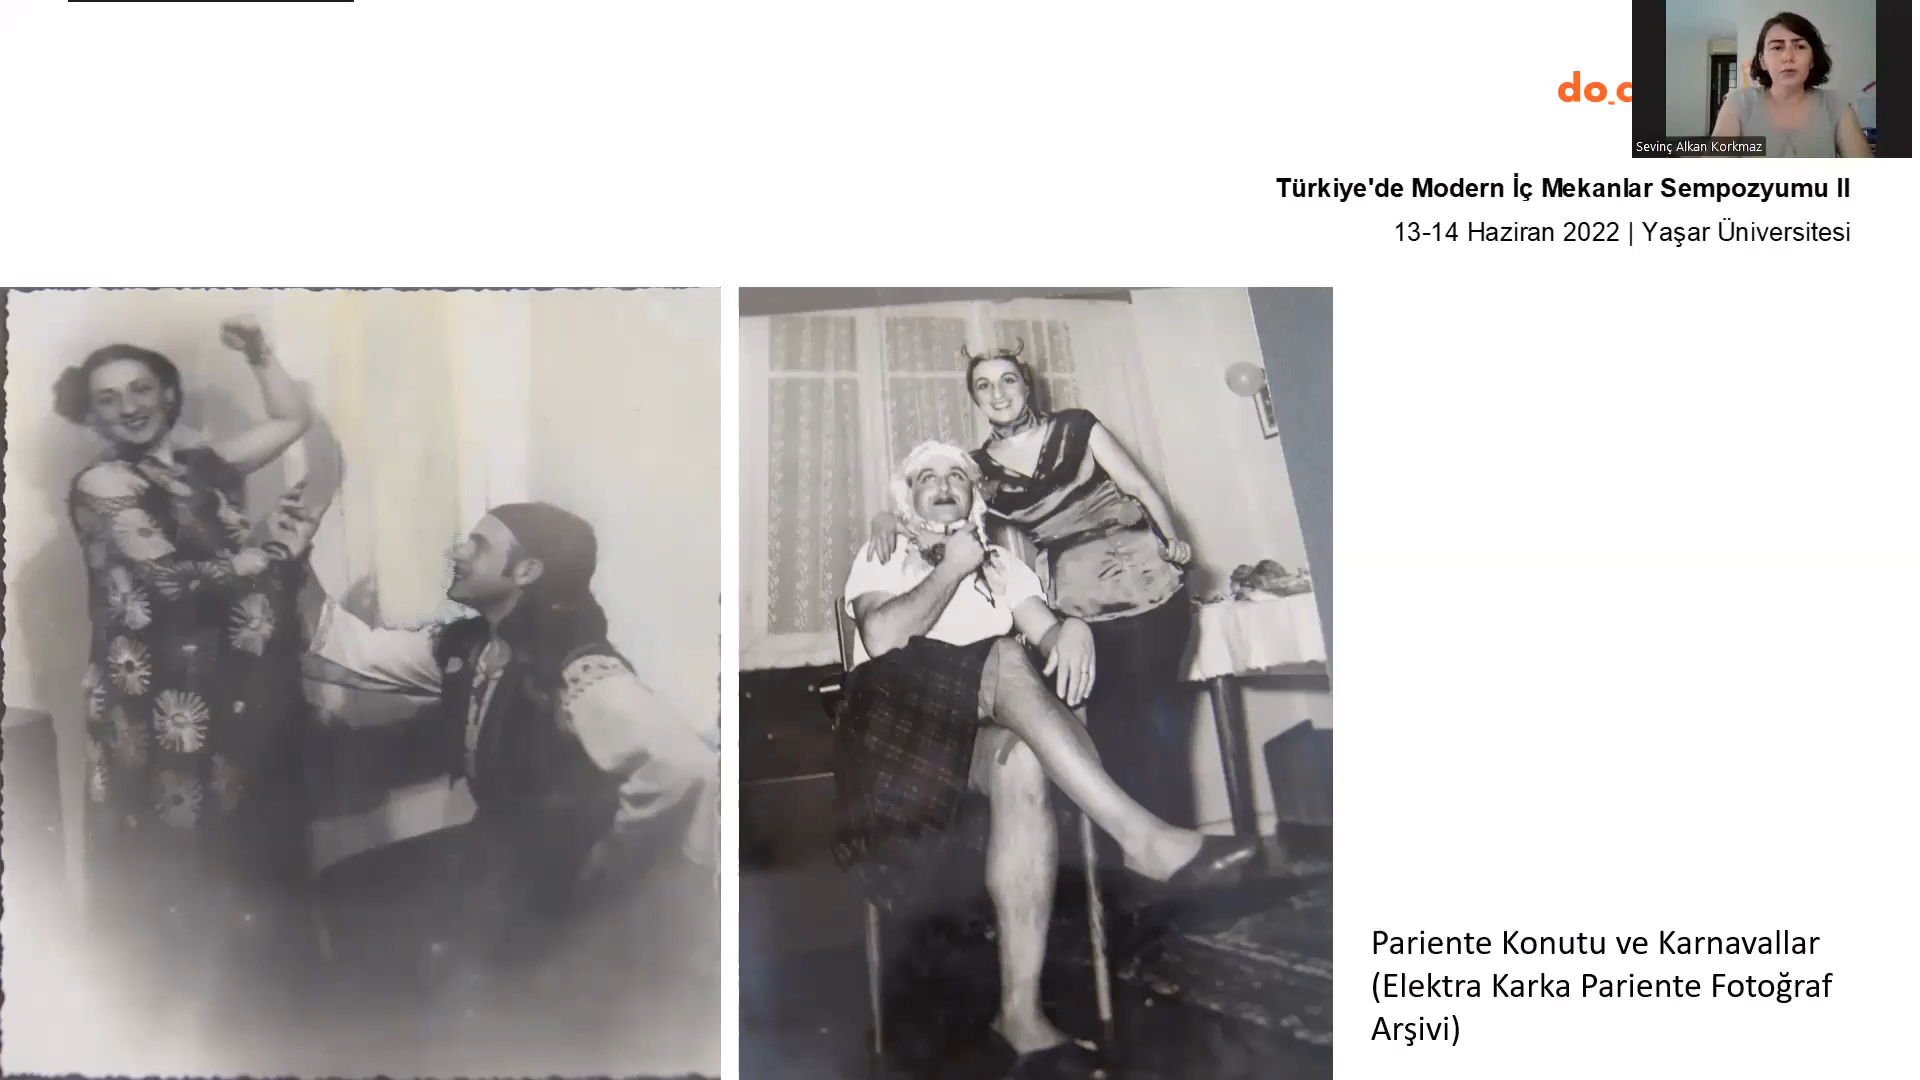 do_c
Sevinç Alkan Korkmaz
Türkiye'de Modern İç Mekanlar Sempozyumu II
13-14 Haziran 2022 | Yaşar Üniversitesi
Pariente Konutu ve Karnavallar
(Elektra Karka Pariente Fotoğraf
Arşivi)